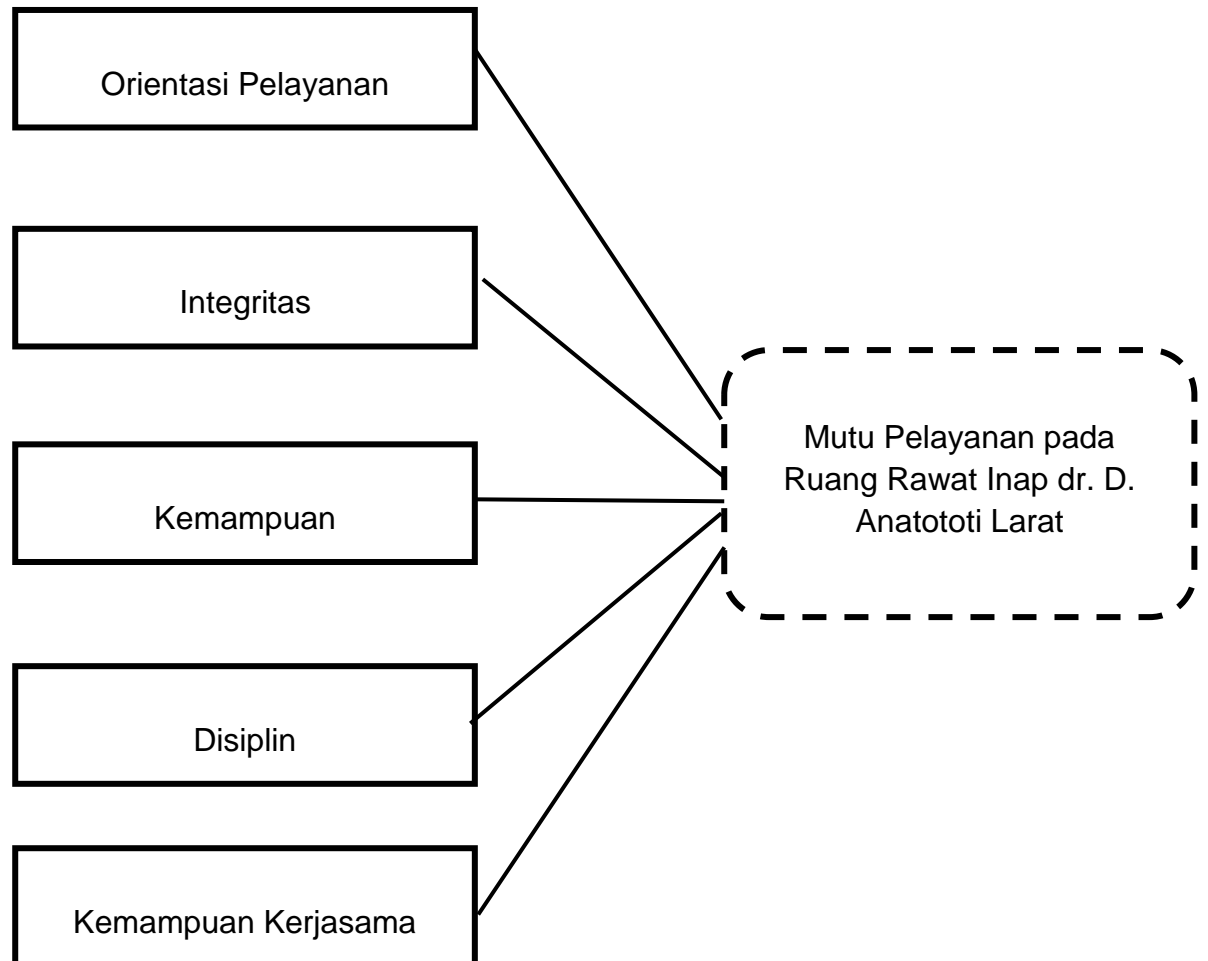 Orientasi Pelayanan
Integritas
Kemampuan
Disiplin
Kemampuan Kerjasama
Mutu Pelayanan pada
Ruang Rawat Inap dr. D.
Anatototi Larat